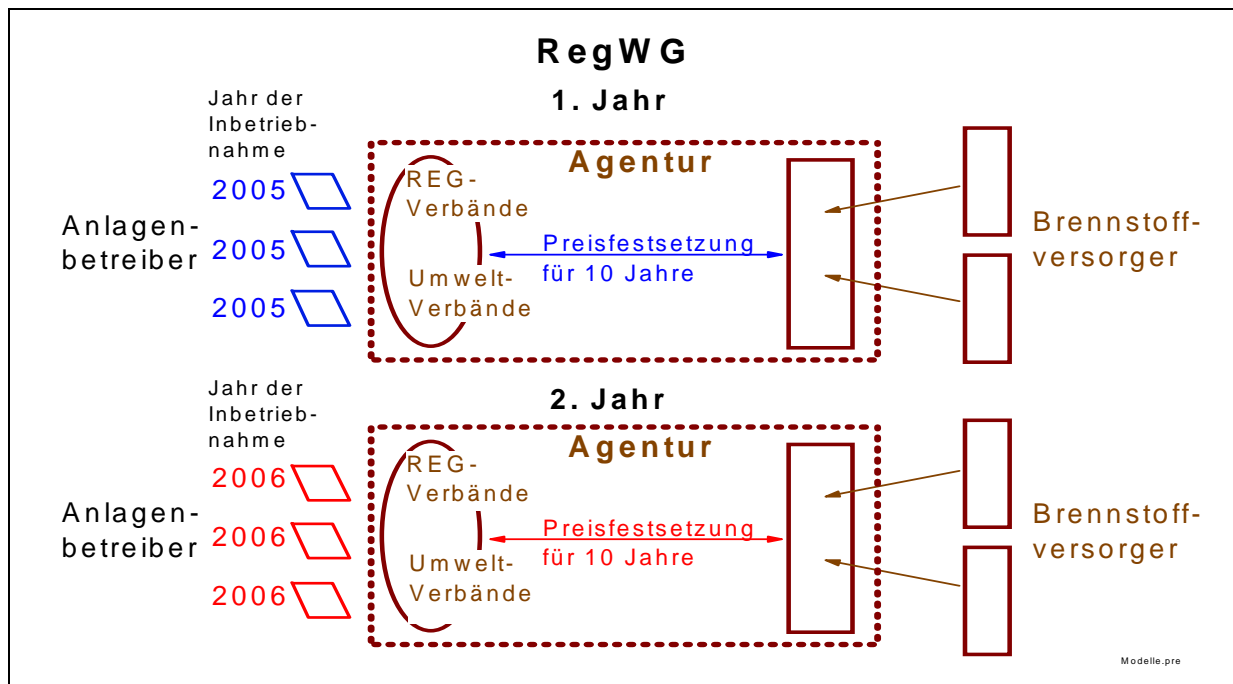 RegWG
1. Jahr
Jahr der
Inbetrieb-
nahme
Agentur
2005
2005
2005
Anlagen-
betreiber
REG-
Verbände
Umwelt-
Verbände
Preisfestsetzung
für 10 Jahre
Brennstoff-
versorger
2. Jahr
Jahr der
Inbetrieb-
nahme
Agentur
2006
2006
2006
Anlagen-
betreiber
REG-
Verbände
Umwelt-
Verbände
Preisfestsetzung
für 10 Jahre
Brennstoff-
versorger
Modelle.pre